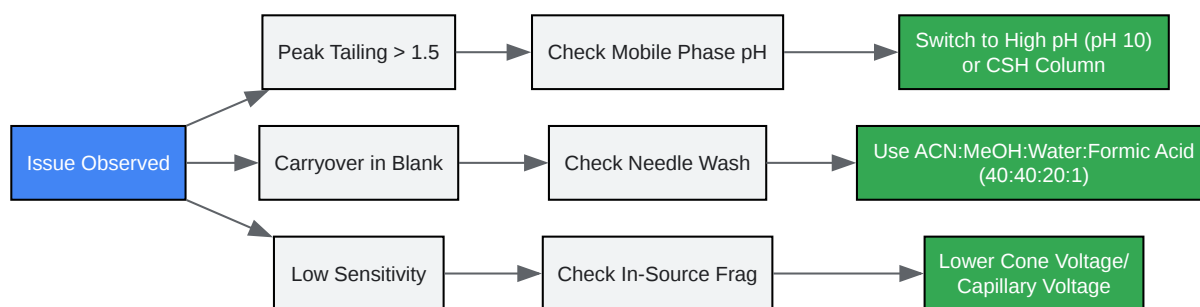 Peak Tailing > 1.5
Check Mobile Phase pH
Switch to High pH (pH 10)
or CSH Column
Issue Observed
Carryover in Blank
Check Needle Wash
Use ACN:MeOH:Water:Formic Acid
(40:40:20:1)
Low Sensitivity
Check In-Source Frag
Lower Cone Voltage/
Capillary Voltage